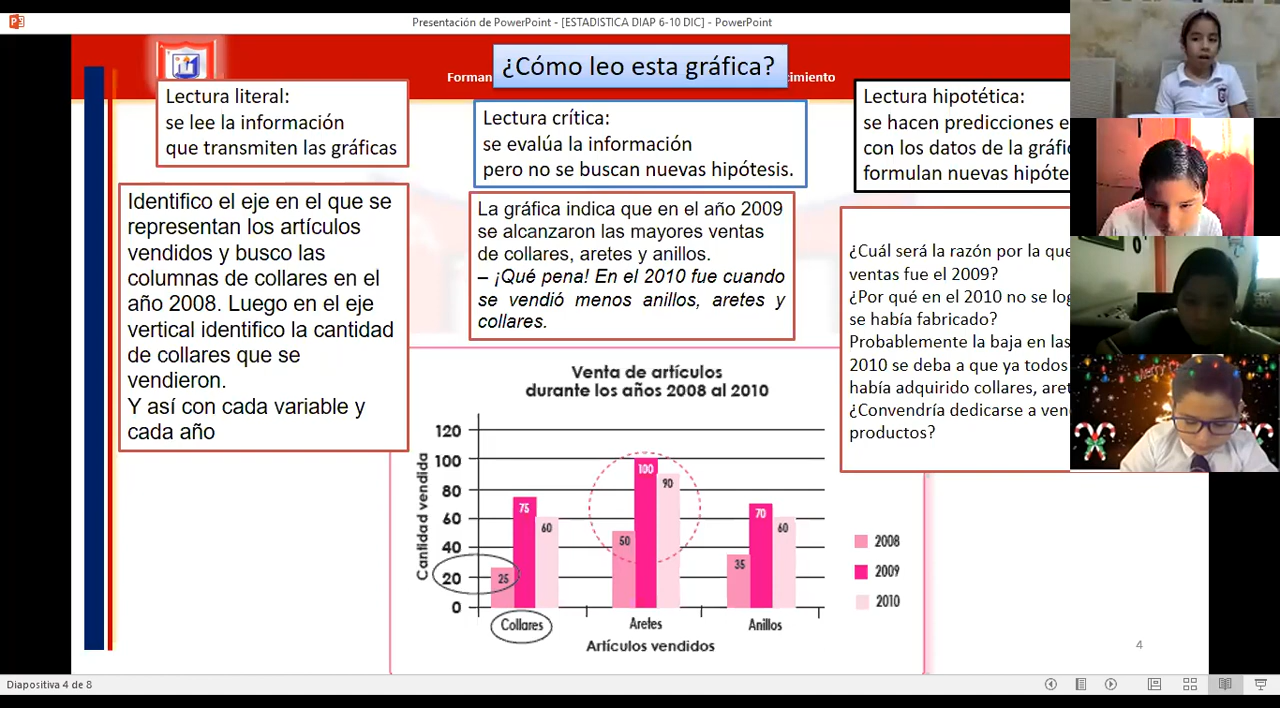 Presentación de PowerPoint - [ESTADISTICA DIAP 6-10 DIC] - PowerPoint
¿Cómo leo esta gráfica?
Lectura literal:
se lee la información
que transmiten las gráficas
Lectura crítica:
se evalúa la información
pero no se buscan nuevas hipótesis.
Lectura hipotética:
se hacen predicciones e
con los datos de la gráfi
formulan nuevas hipóte
Identifico el eje en el que se
representan los artículos
vendidos y busco las
columnas de collares en el
año 2008. Luego en el eje
vertical identifico la cantidad
de collares que se
vendieron.
Y así con cada variable y
cada año
La gráfica indica que en el año 2009
se alcanzaron las mayores ventas
de collares, aretes y anillos.
– ¡Qué pena! En el 2010 fue cuando
se vendió menos anillos, aretes y
collares.
¿Cuál será la razón por la que
ventas fue el 2009?
¿Por qué en el 2010 no se log
se había fabricado?
Probablemente la baja en las
2010 se deba a que ya todos
había adquirido collares, aret
¿Convendría dedicarse a ven
productos?
Venta de artículos
durante los años 2008 al 2010
Cantidad vendida
120
100
80
60
40
20
0
25
75
60
50
100
90
35
70
60
Collares
Aretes
Anillos
Artículos vendidos
2008
2009
2010
4
Diapositiva 4 de 8